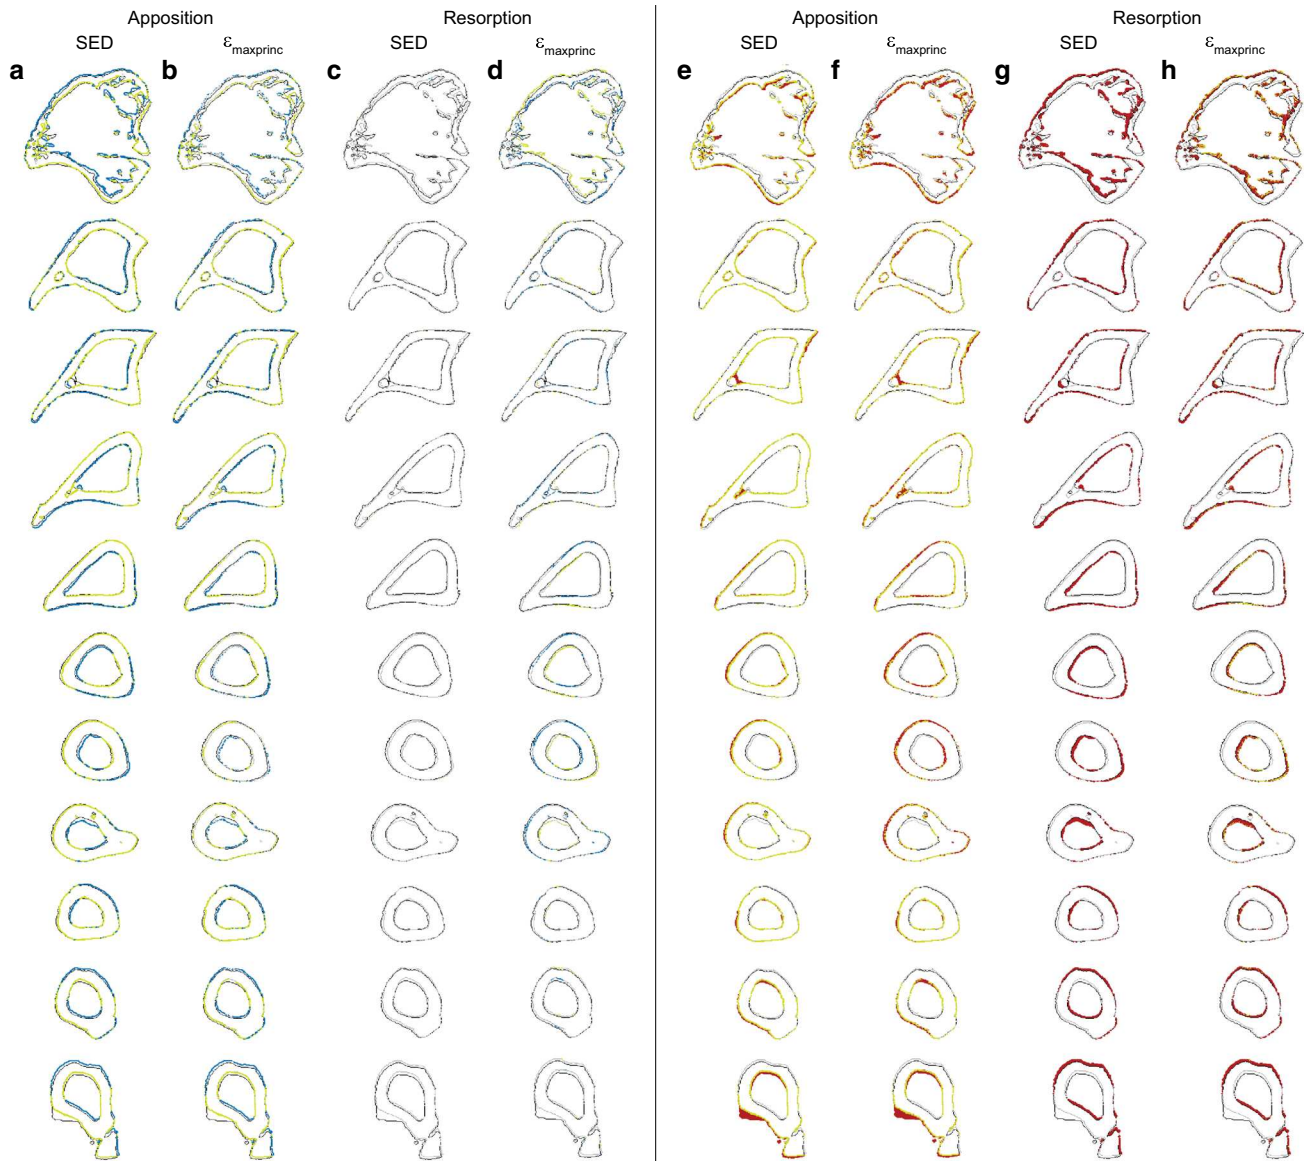 Apposition Resorption Apposition Resorption
SED εmaxprinc SED εmaxprinc SED εmaxprinc SED εmaxprinc
a b c d e f g h